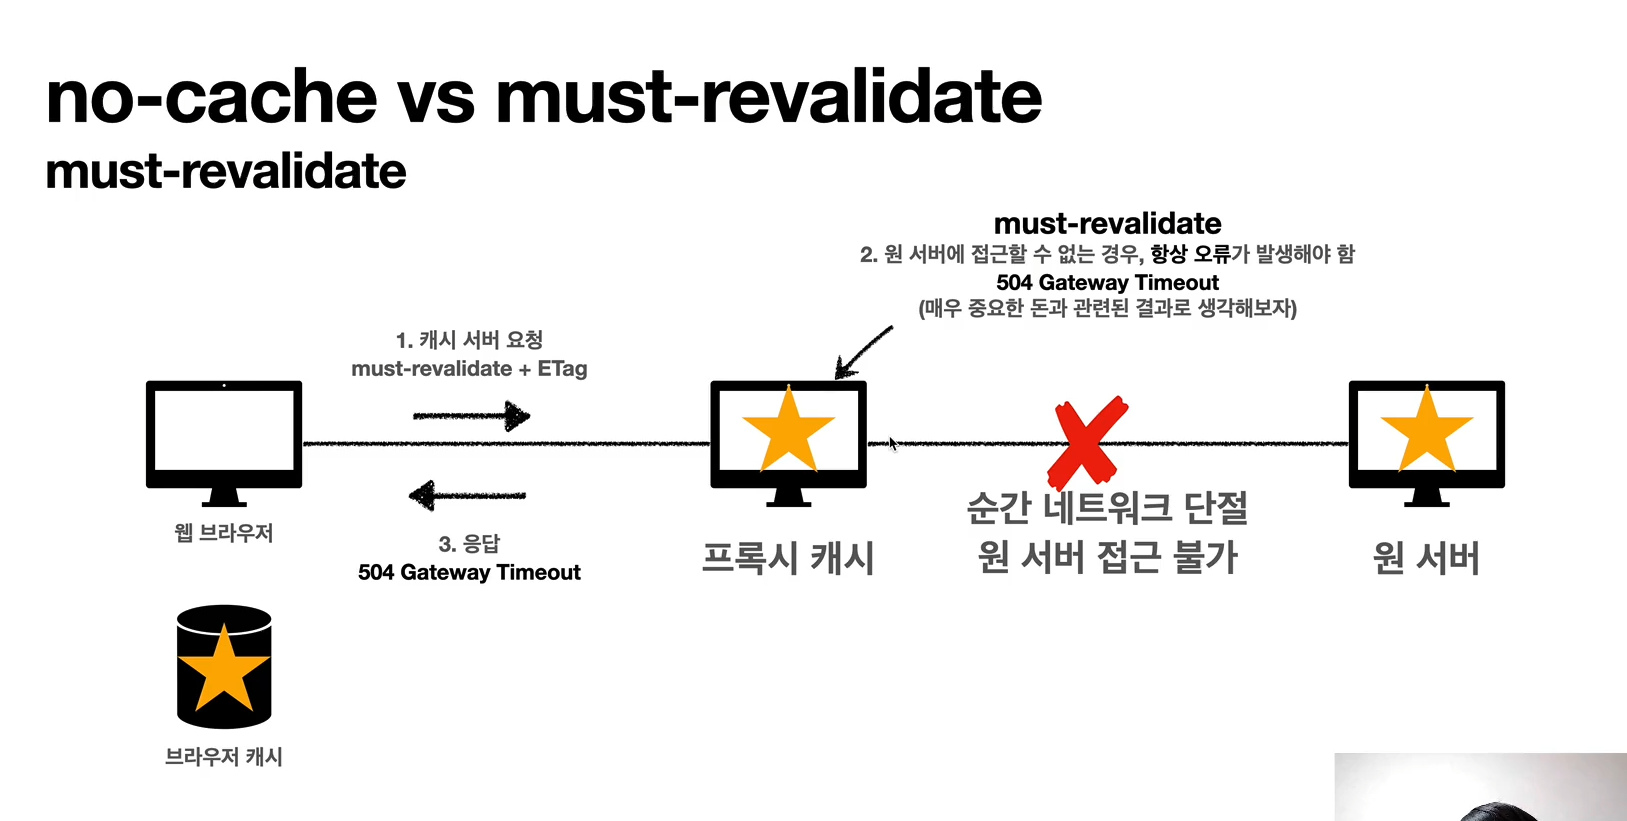 no-cache vs must-revalidate
must-revalidate
must-revalidate
2. 원 서버에 접근할 수 없는 경우, 항상 오류가 발생해야 함
504 Gateway Timeout
(매우 중요한 돈과 관련된 결과로 생각해보자)
1. 캐시 서버 요청
must-revalidate + ETag
웹 브라우저
3. 응답
504 Gateway Timeout
프록시 캐시
순간 네트워크 단절
원 서버 접근 불가
원 서버
브라우저 캐시